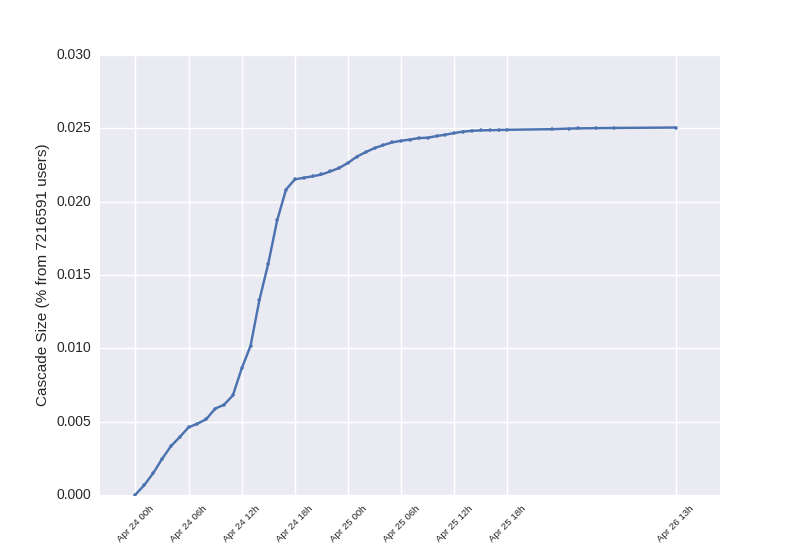 0.030
0.025
0.020
0.015
0.010
0.005
0.000
Cascade Size (% from 7216591 users)
Apr 24 00h
Apr 24 06h
Apr 24 12h
Apr 24 18h
Apr 25 00h
Apr 25 06h
Apr 25 12h
Apr 25 18h
Apr 26 13h